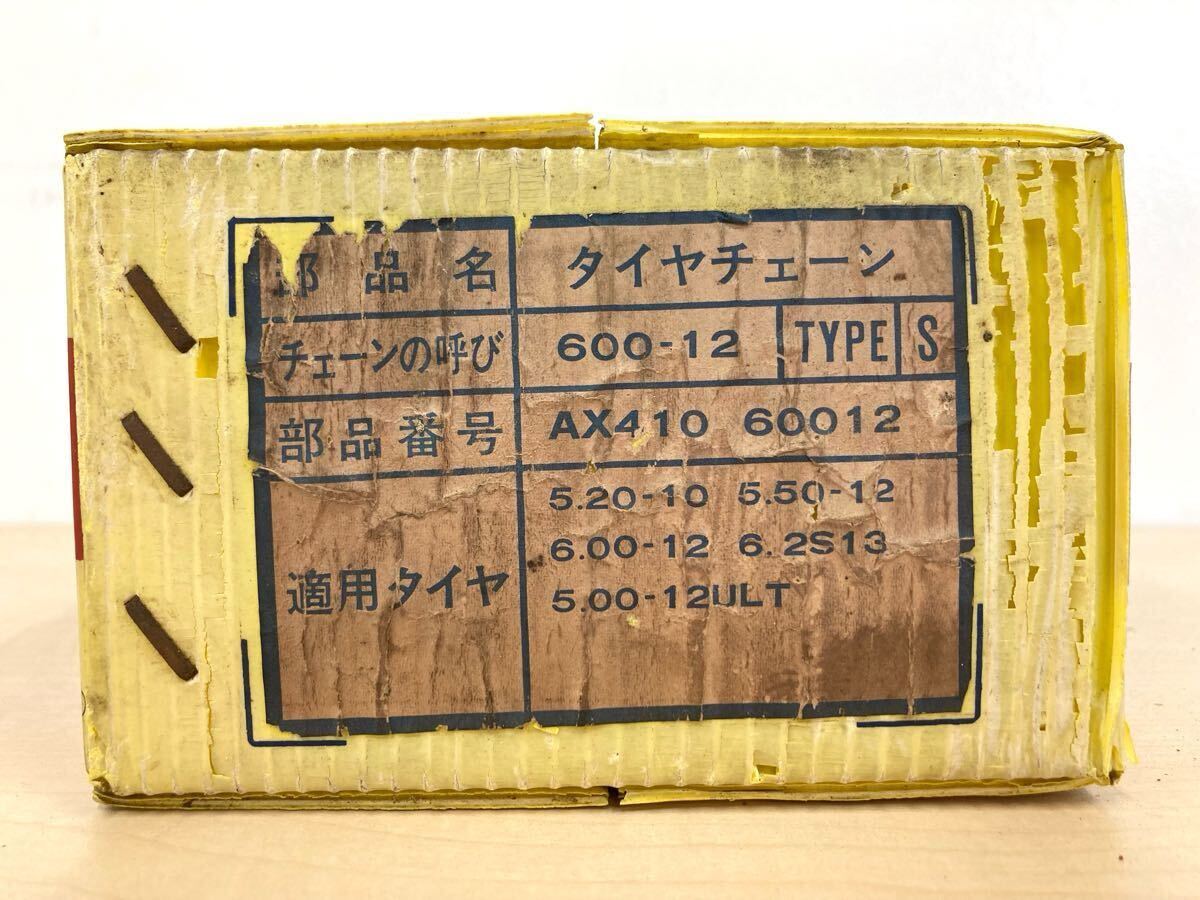 部品名 タイヤチェーン
チェーンの呼び 600-12 TYPE S
部品番号 AX410 60012
適用タイヤ 5.20-10 5.50-12
6.00-12 6.2S13
5.00-12ULT